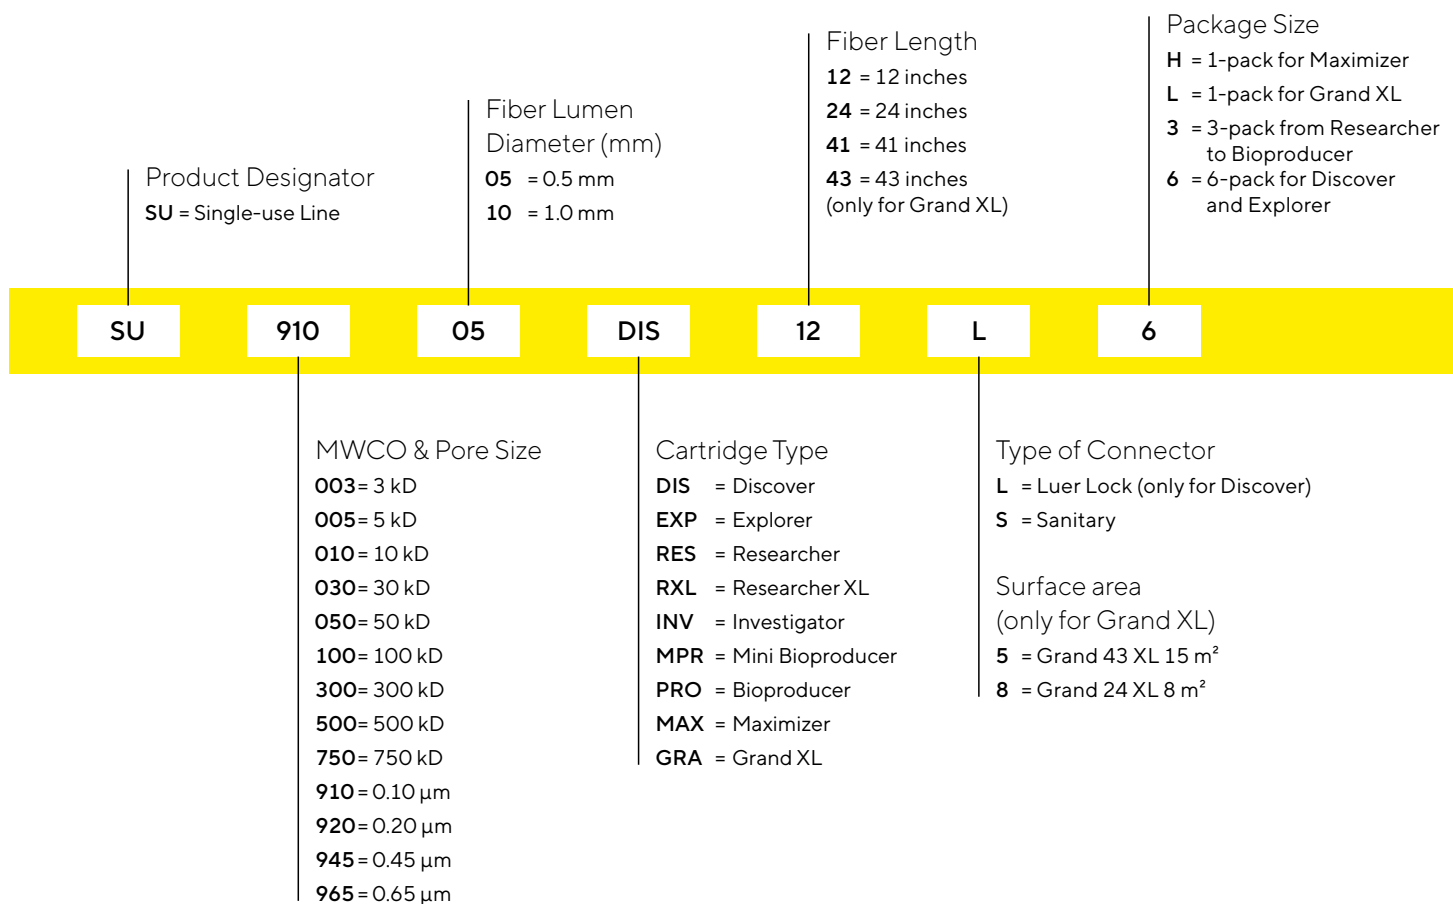 Product Designator
SU = Single-use Line
Fiber Lumen
Diameter (mm)
05 = 0.5 mm
10 = 1.0 mm
Fiber Length
12 = 12 inches
24 = 24 inches
41 = 41 inches
43 = 43 inches
(only for Grand XL)
Package Size
H = 1-pack for Maximizer
L = 1-pack for Grand XL
3 = 3-pack from Researcher
to Bioproducer
6 = 6-pack for Discover
and Explorer
SU 910 05 DIS 12 L 6
MWCO & Pore Size
003= 3 kD
005= 5 kD
010= 10 kD
030= 30 kD
050= 50 kD
100= 100 kD
300= 300 kD
500= 500 kD
750= 750 kD
910= 0.10 µm
920= 0.20 µm
945= 0.45 µm
965= 0.65 µm
Cartridge Type
DIS = Discover
EXP = Explorer
RES = Researcher
RXL = Researcher XL
INV = Investigator
MPR = Mini Bioproducer
PRO = Bioproducer
MAX = Maximizer
GRA = Grand XL
Type of Connector
L = Luer Lock (only for Discover)
S = Sanitary
Surface area
(only for Grand XL)
5 = Grand 43 XL 15 m²
8 = Grand 24 XL 8 m²